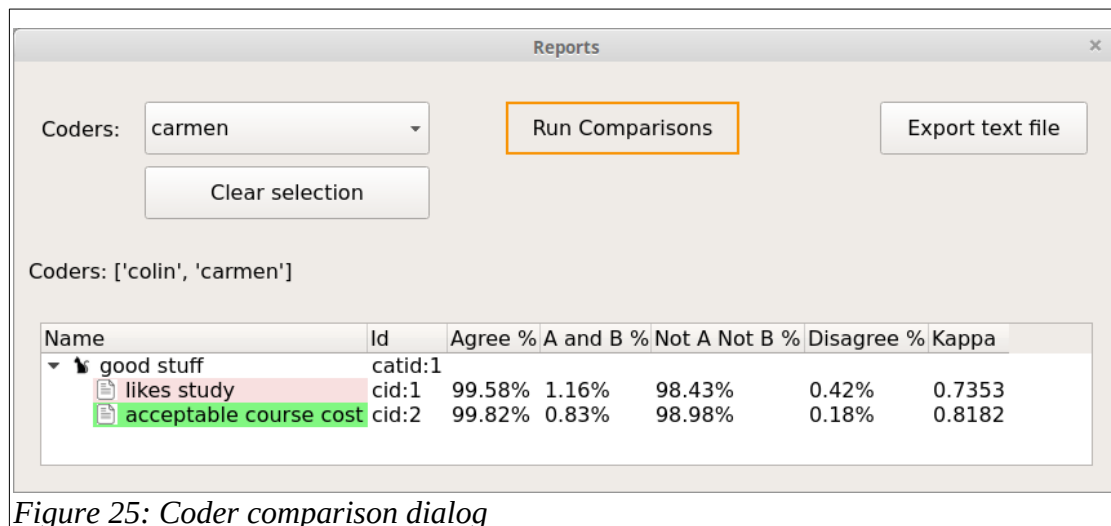 Reports
Coders: carmen Run Comparisons Export text file
Clear selection
Coders: ['colin', 'carmen']
Name Id Agree % A and B % Not A Not B % Disagree % Kappa
good stuff catid:1
likes study cid:1 99.58% 1.16% 98.43% 0.42% 0.7353
acceptable course cost cid:2 99.82% 0.83% 98.98% 0.18% 0.8182
Figure 25: Coder comparison dialog